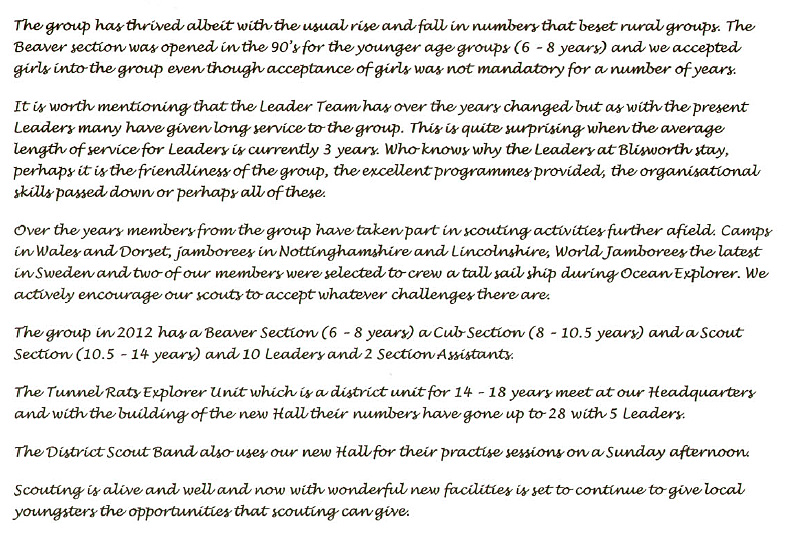 The group has thrived albeit with the usual rise and fall in numbers that beset rural groups. The
Beaver section was opened in the 90's for the younger age groups (6 - 8 years) and we accepted
girls into the group even though acceptance of girls was not mandatory for a number of years.
It is worth mentioning that the Leader Team has over the years changed but as with the present
Leaders many have given long service to the group. This is quite surprising when the average
length of service for Leaders is currently 3 years. Who knows why the Leaders at Blisworth stay,
perhaps it is the friendliness of the group, the excellent programmes provided, the organisational
skills passed down or perhaps all of these.
Over the years members from the group have taken part in scouting activities further afield. Camps
in Wales and Dorset, jamborees in Nottinghamshire and Lincolnshire, World Jamborees the latest
in Sweden and two of our members were selected to crew a tall sail ship during Ocean Explorer. We
actively encourage our scouts to accept whatever challenges there are.
The group in 2012 has a Beaver Section (6 - 8 years) a Cub Section (8 - 10.5 years) and a Scout
Section (10.5 - 14 years) and 10 Leaders and 2 Section Assistants.
The Tunnel Rats Explorer Unit which is a district unit for 14 - 18 years meet at our Headquarters
and with the building of the new Hall their numbers have gone up to 28 with 5 Leaders.
The District Scout Band also uses our new Hall for their practise sessions on a Sunday afternoon.
Scouting is alive and well and now with wonderful new facilities is set to continue to give local
youngsters the opportunities that scouting can give.